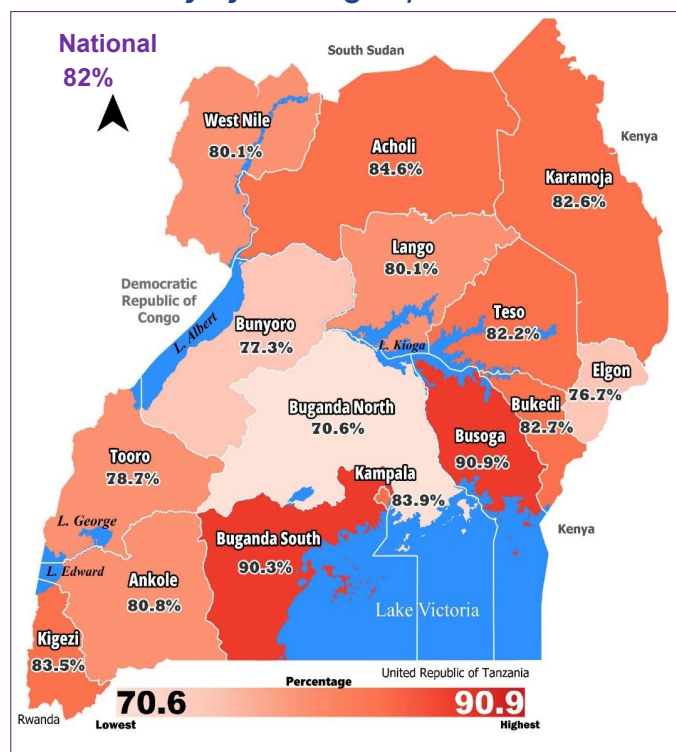 National
82%
South Sudan
West Nile
80.1%
Acholi
84.6%
Kenya
Karamoja
82.6%
Lango
80.1%
Democratic
Republic of
Congo
L. Albert
Bunyoro
77.3%
Teso
82.2%
L. Kioga
Elgon
76.7%
Buganda North
70.6%
Bukedi
82.7%
Busoga
90.9%
Tooro
78.7%
Kampala
83.9%
L. George
Kenya
Buganda South
90.3%
L. Edward
Ankole
80.8%
Lake Victoria
Kigezi
83.5%
United Republic of Tanzania
Percentage
70.6
90.9
Lowest
Highest
Rwanda